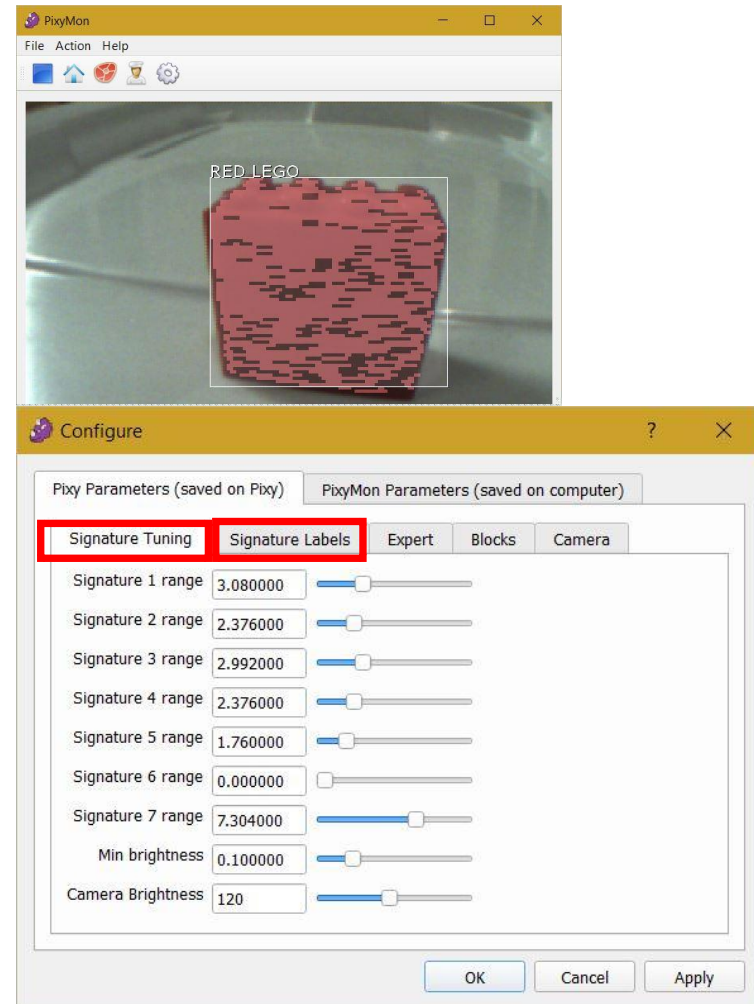 PixyMon
File Action Help
RED_LEGO
Configure
Pixy Parameters (saved on Pixy) PixyMon Parameters (saved on computer)
Signature Tuning Signature Labels Expert Blocks Camera
Signature 1 range 3.080000
Signature 2 range 2.376000
Signature 3 range 2.992000
Signature 4 range 2.376000
Signature 5 range 1.760000
Signature 6 range 0.000000
Signature 7 range 7.304000
Min brightness 0.100000
Camera Brightness 120
OK Cancel Apply